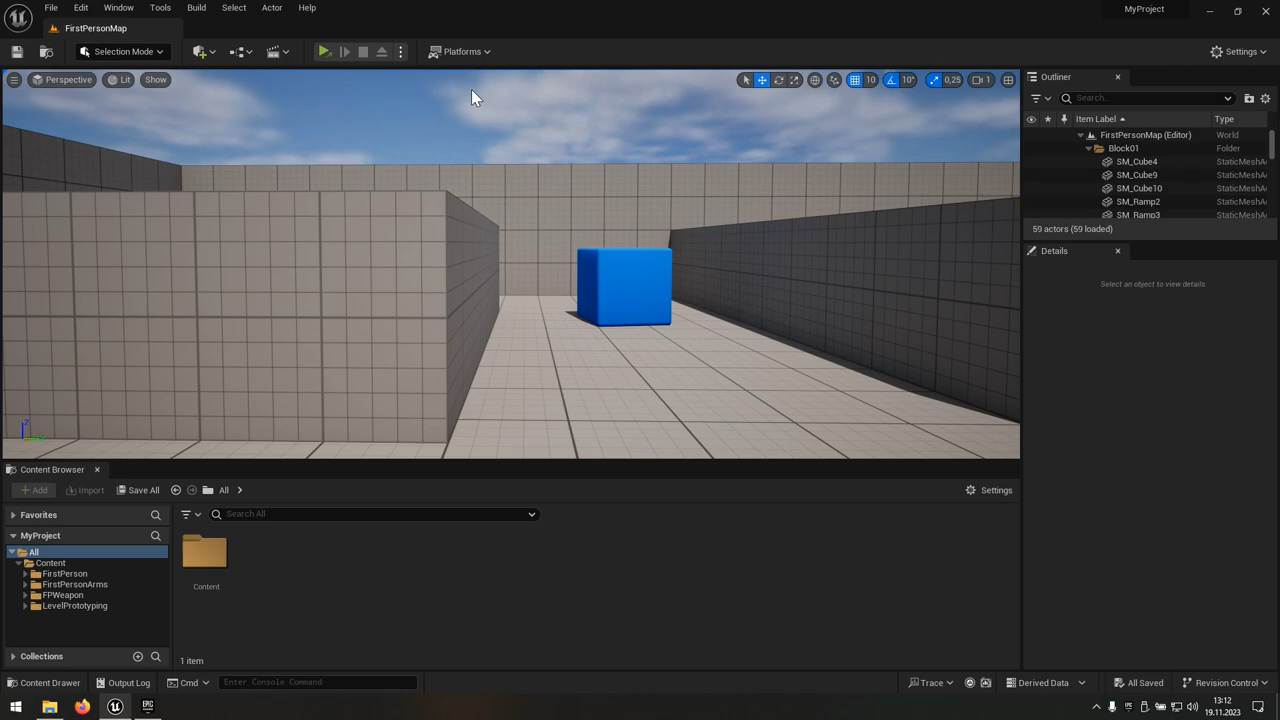 File Edit Window Tools Build Select Actor Help
MyProject
FirstPersonMap
Selection Mode
Platforms
Settings
Perspective
Lit
Show
10
10°
0,25
1
Outliner
Search...
Item Label
Type
FirstPersonMap (Editor) World
Block01 Folder
SM_Cube4 StaticMeshA
SM_Cube9 StaticMeshA
SM_Cube10 StaticMeshA
SM_Ramp2 StaticMeshA
SM_Ramp3 StaticMeshA
59 actors (59 loaded)
Details
Select an object to view details.
Content Browser
Add
Import
Save All
All
Settings
Favorites
Search All
MyProject
All
Content
FirstPerson
FirstPersonArms
FPWeapon
LevelPrototyping
Content
Collections
1 item
Content Drawer
Output Log
Cmd
Enter Console Command
Trace
Derived Data
All Saved
Revision Control
EPIC
13:12
19.11.2023